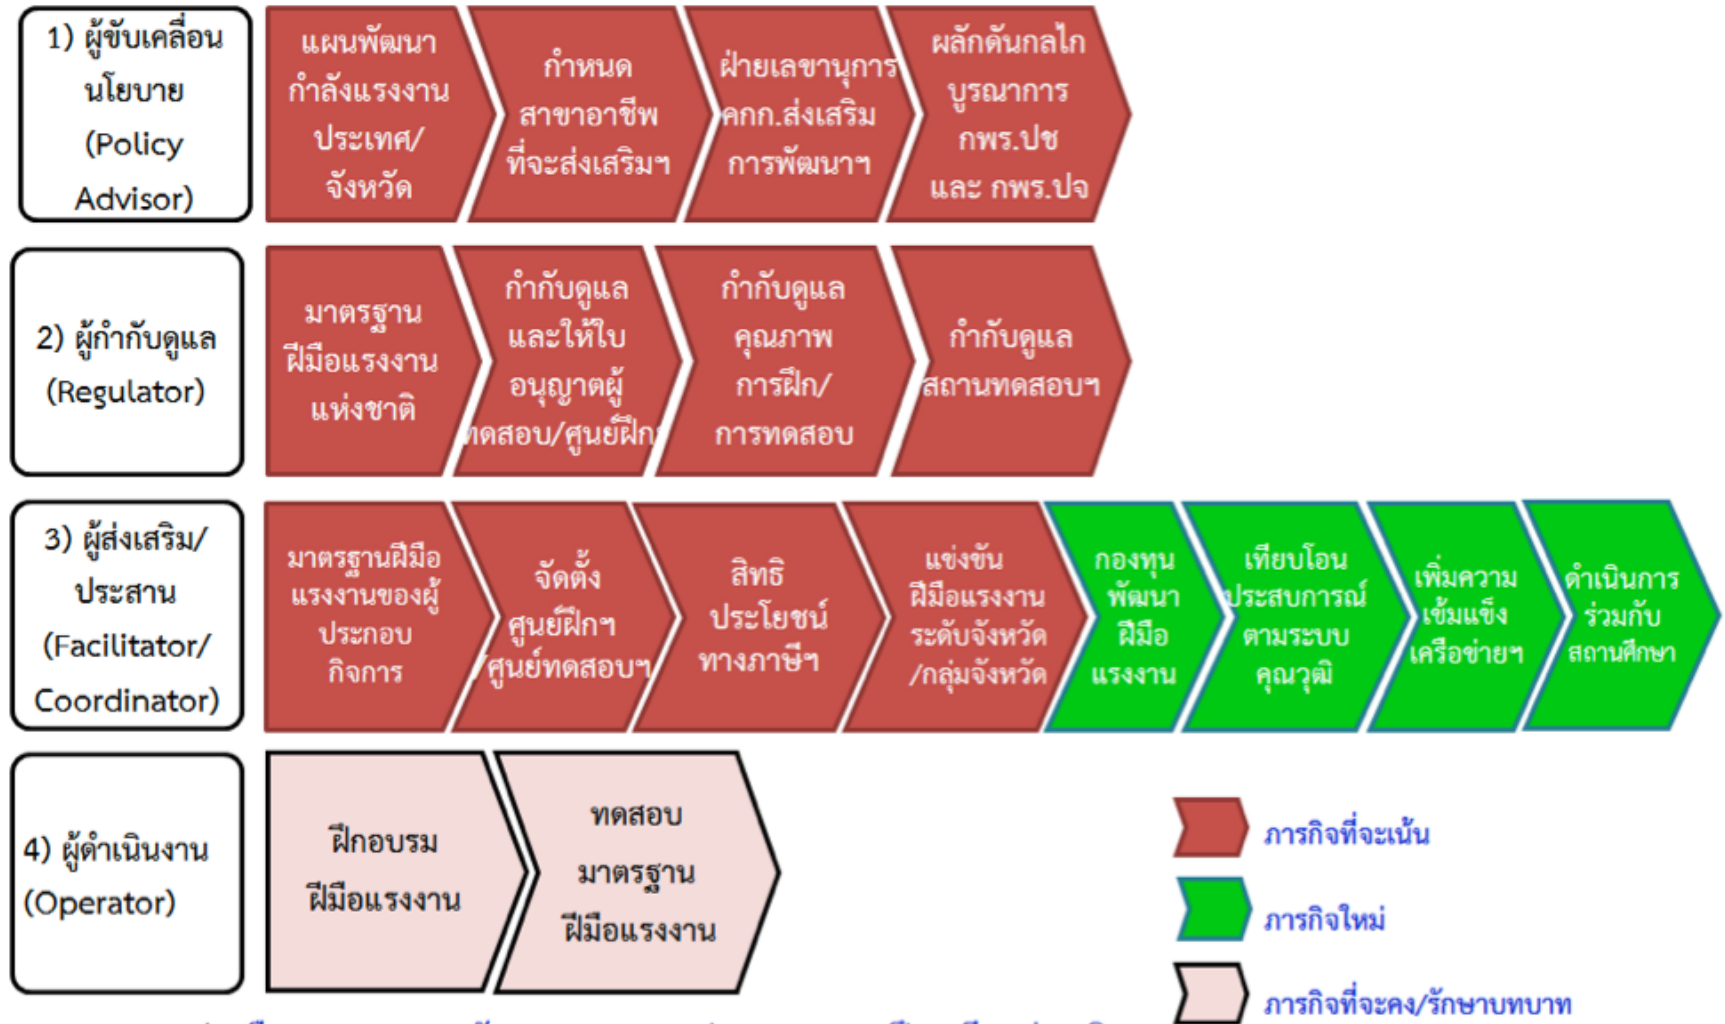 1) ผู้ขับเคลื่อน
นโยบาย
(Policy
Advisor)
แผนพัฒนา
กำลังแรงงาน
ประเทศ/
จังหวัด
กำหนด
สาขาอาชีพ
ที่จะส่งเสริมฯ
ฝ่ายเลขานุการ
คกก.ส่งเสริม
การพัฒนาฯ
ผลักดันกลไก
บูรณาการ
กพร.ปช
และ กพร.ปจ
2) ผู้กำกับดูแล
(Regulator)
มาตรฐาน
ฝีมือแรงงาน
แห่งชาติ
กำกับดูแล
และให้ใบ
อนุญาตผู้
ทดสอบ/ศูนย์ฝึก
กำกับดูแล
คุณภาพ
การฝึก/
การทดสอบ
กำกับดูแล
สถานทดสอบฯ
3) ผู้ส่งเสริม/
ประสาน
(Facilitator/
Coordinator)
มาตรฐานฝีมือ
แรงงานของผู้
ประกอบ
กิจการ
จัดตั้ง
ศูนย์ฝึกฯ
/ศูนย์ทดสอบฯ
สิทธิ
ประโยชน์
ทางภาษีฯ
แข่งขัน
ฝีมือแรงงาน
ระดับจังหวัด
/กลุ่มจังหวัด
กองทุน
พัฒนา
ฝีมือ
แรงงาน
เทียบโอน
ประสบการณ์
ตามระบบ
คุณวุฒิ
เพิ่มความ
เข้มแข็ง
เครือข่ายฯ
ดำเนินการ
ร่วมกับ
สถานศึกษา
4) ผู้ดำเนินงาน
(Operator)
ฝึกอบรม
ฝีมือแรงงาน
ทดสอบ
มาตรฐาน
ฝีมือแรงงาน
ภารกิจที่จะเน้น
ภารกิจใหม่
ภารกิจที่จะคง/รักษาบทบาท